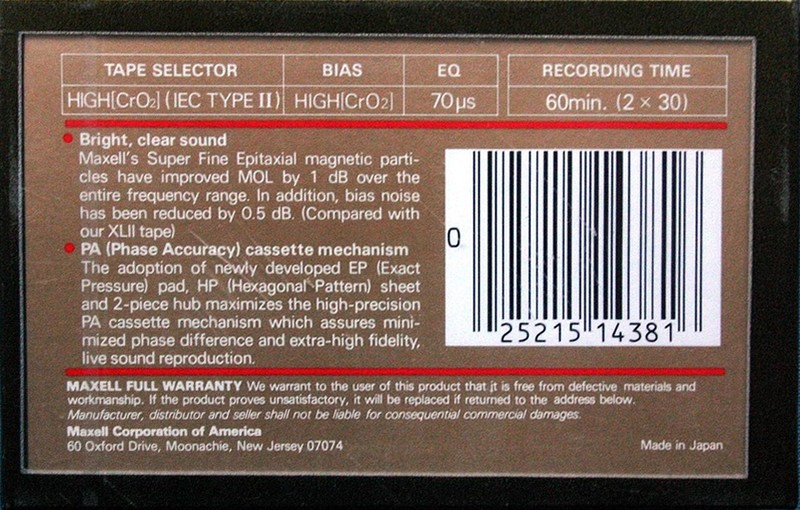 TAPE SELECTOR BIAS EQ RECORDING TIME
HIGH[CrO₂] (IEC TYPE II) HIGH[CrO₂] 70μs 60min. (2 × 30)
● Bright, clear sound
Maxell's Super Fine Epitaxial magnetic parti-
cles have improved MOL by 1 dB over the
entire frequency range. In addition, bias noise
has been reduced by 0.5 dB. (Compared with
our XLII tape)
● PA (Phase Accuracy) cassette mechanism
The adoption of newly developed EP (Exact
Pressure) pad, HP (Hexagonal Pattern) sheet
and 2-piece hub maximizes the high-precision
PA cassette mechanism which assures mini-
mized phase difference and extra-high fidelity,
live sound reproduction.
0 25215 14381
MAXELL FULL WARRANTY We warrant to the user of this product that it is free from defective materials and
workmanship. If the product proves unsatisfactory, it will be replaced if returned to the address below.
Manufacturer, distributor and seller shall not be liable for consequential commercial damages.
Maxell Corporation of America
60 Oxford Drive, Moonachie, New Jersey 07074 Made in Japan